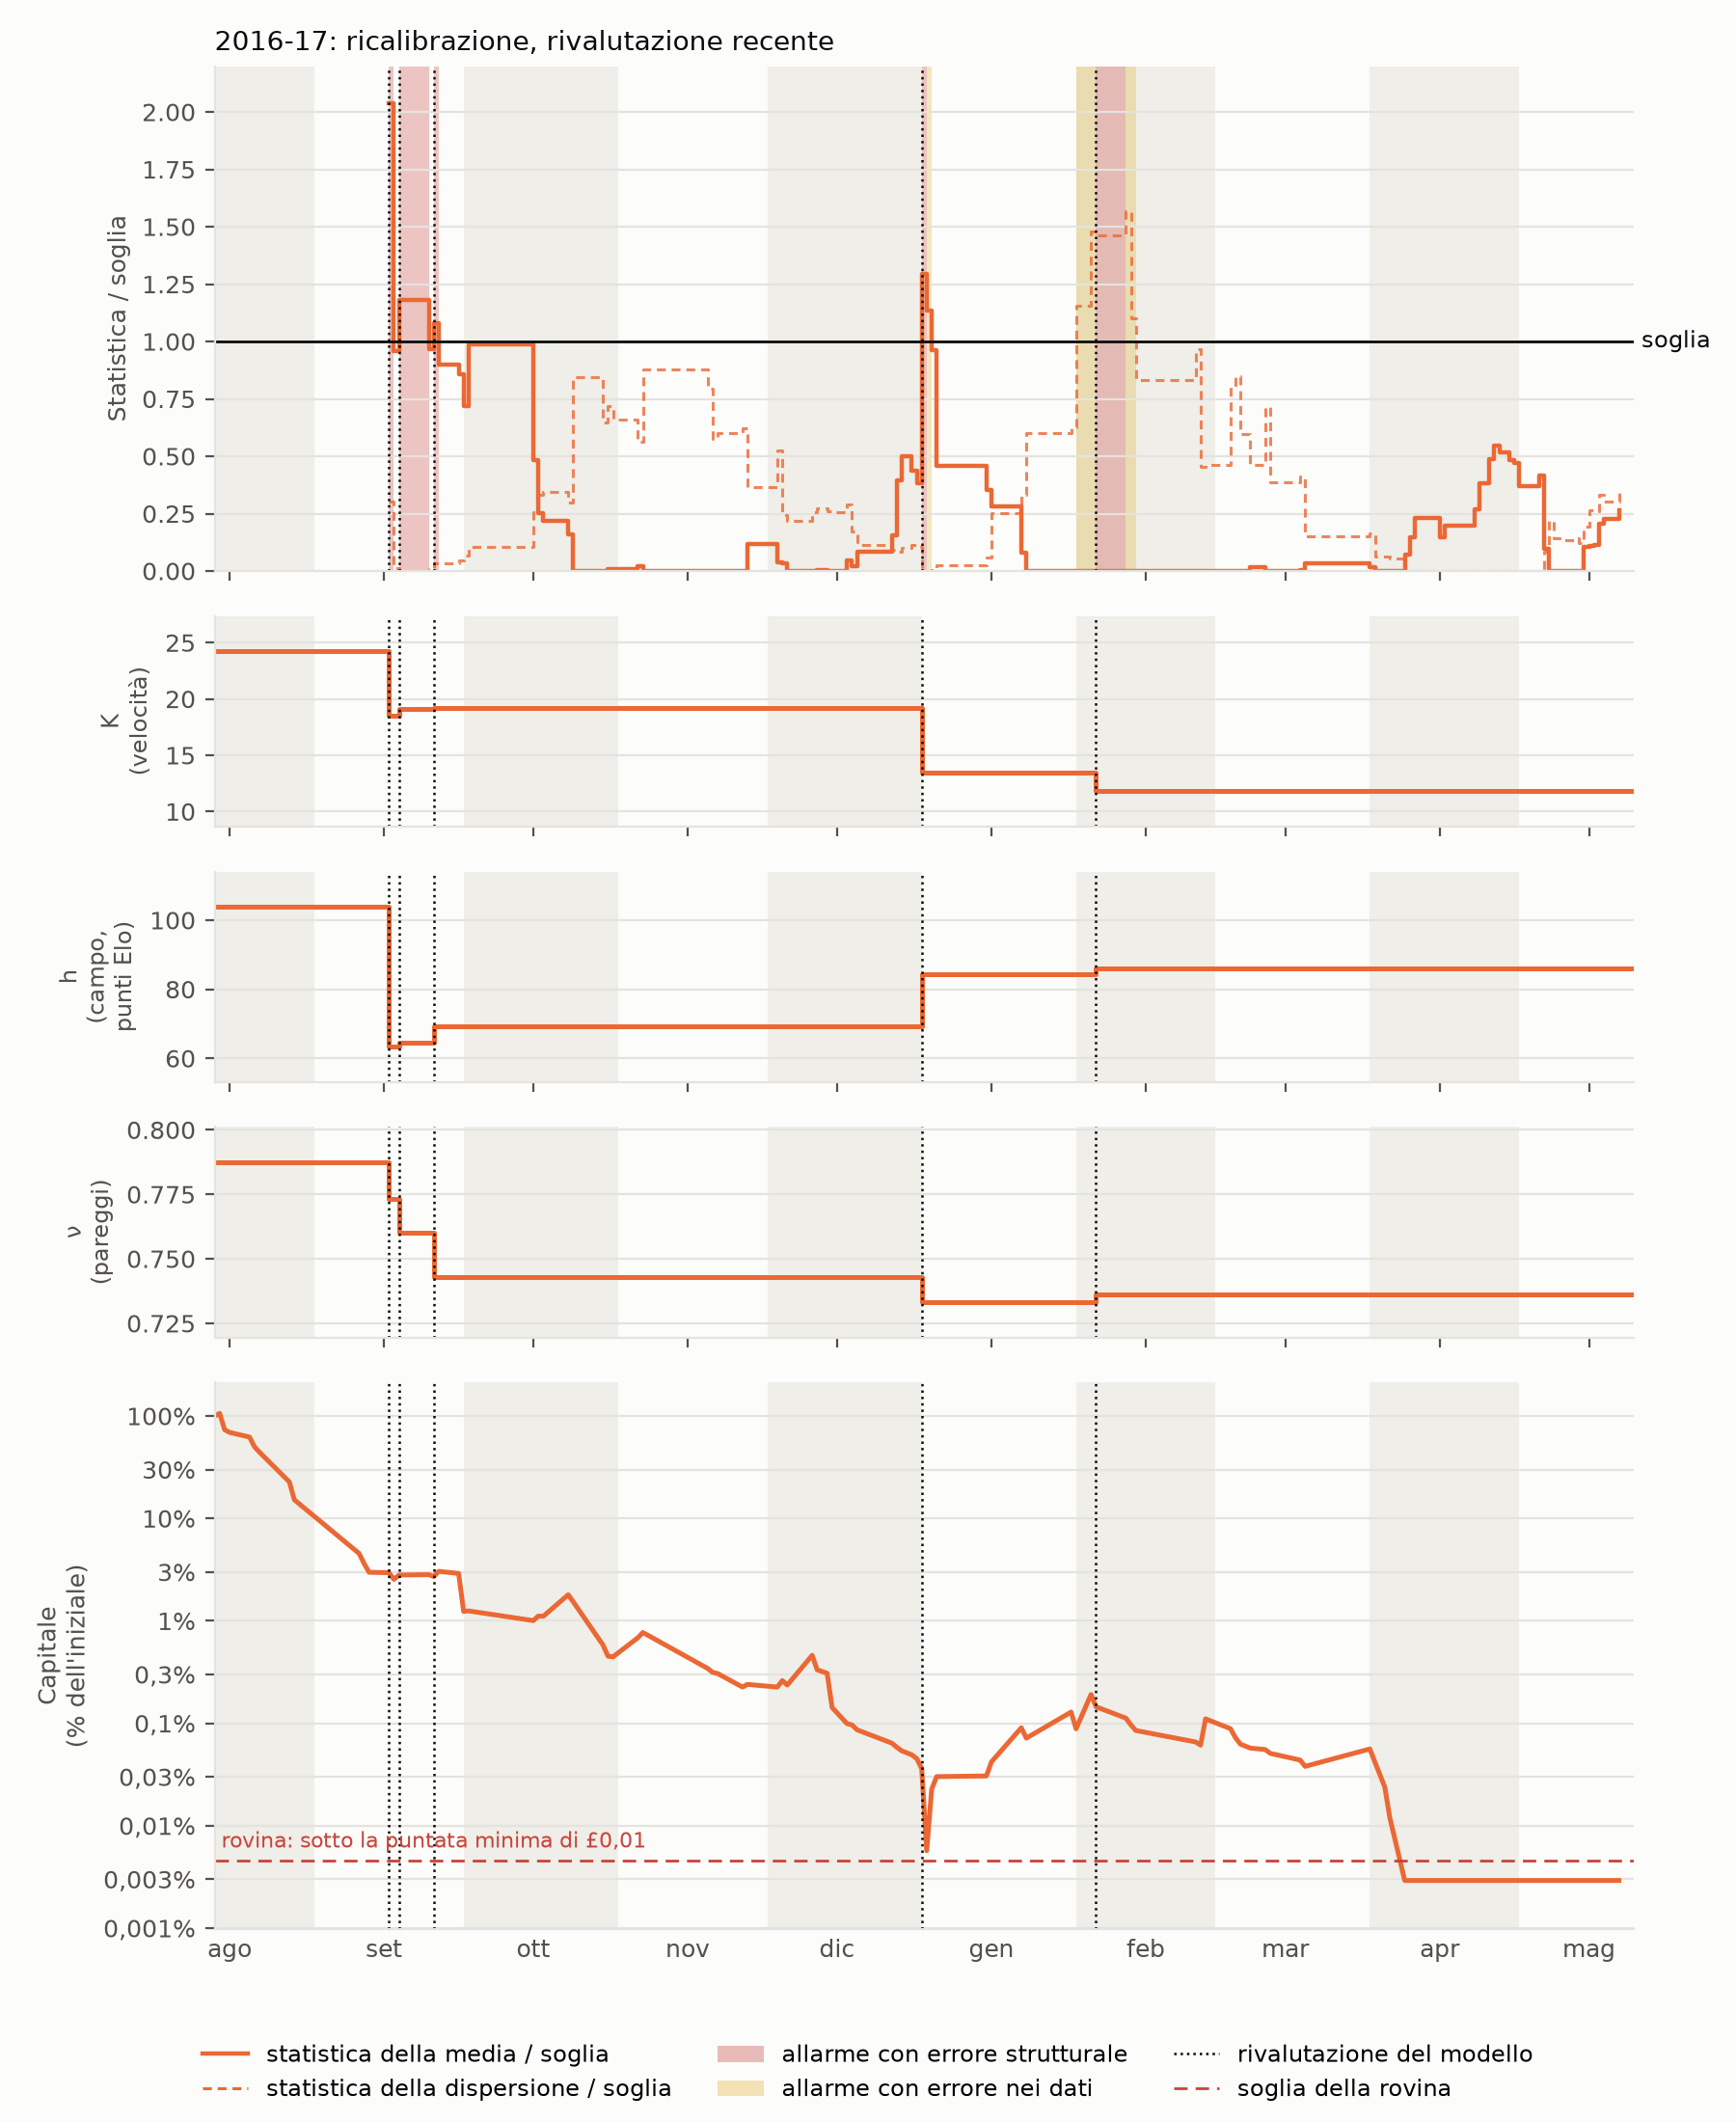 2016-17: ricalibrazione, rivalutazione recente
2.00
1.75
1.50
1.25
1.00
0.75
0.50
0.25
0.00
Statistica / soglia
soglia
25
20
15
10
K
(velocità)
100
80
60
h
(campo,
punti Elo)
0.800
0.775
0.750
0.725
ν
(pareggi)
100%
30%
10%
3%
1%
0,3%
0,1%
0,03%
0,01%
0,003%
0,001%
Capitale
(% dell'iniziale)
rovina: sotto la puntata minima di £0,01
ago set ott nov dic gen feb mar apr mag
statistica della media / soglia
statistica della dispersione / soglia
allarme con errore strutturale
allarme con errore nei dati
rivalutazione del modello
soglia della rovina